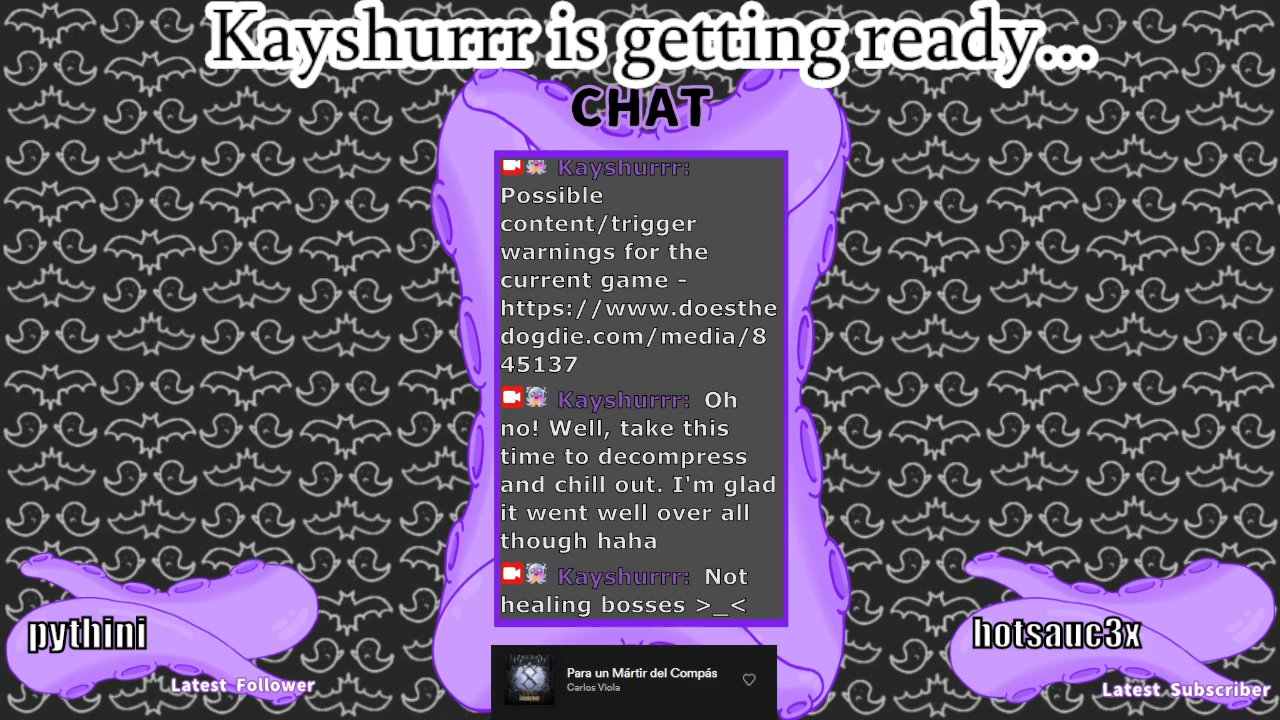 Kayshurrr is getting ready...
CHAT
Kayshurrr:
Possible
content/trigger
warnings for the
current game -
https://www.doesthe
dogdie.com/media/8
45137
Kayshurrr: Oh
no! Well, take this
time to decompress
and chill out. I'm glad
it went well over all
though haha
Kayshurrr: Not
healing bosses >_<
pythini
Latest Follower
hotsauc3x
Latest Subscriber
Para un Mártir del Compás
Carlos Viola